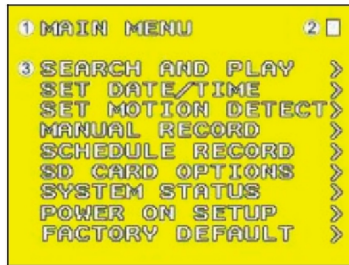 ① MAIN MENU ②
③ SEARCH AND PLAY >
SET DATE/TIME >
SET MOTION DETECT>
MANUAL RECORD >
SCHEDULE RECORD >
SD CARD OPTIONS >
SYSTEM STATUS >
POWER ON SETUP >
FACTORY DEFAULT >